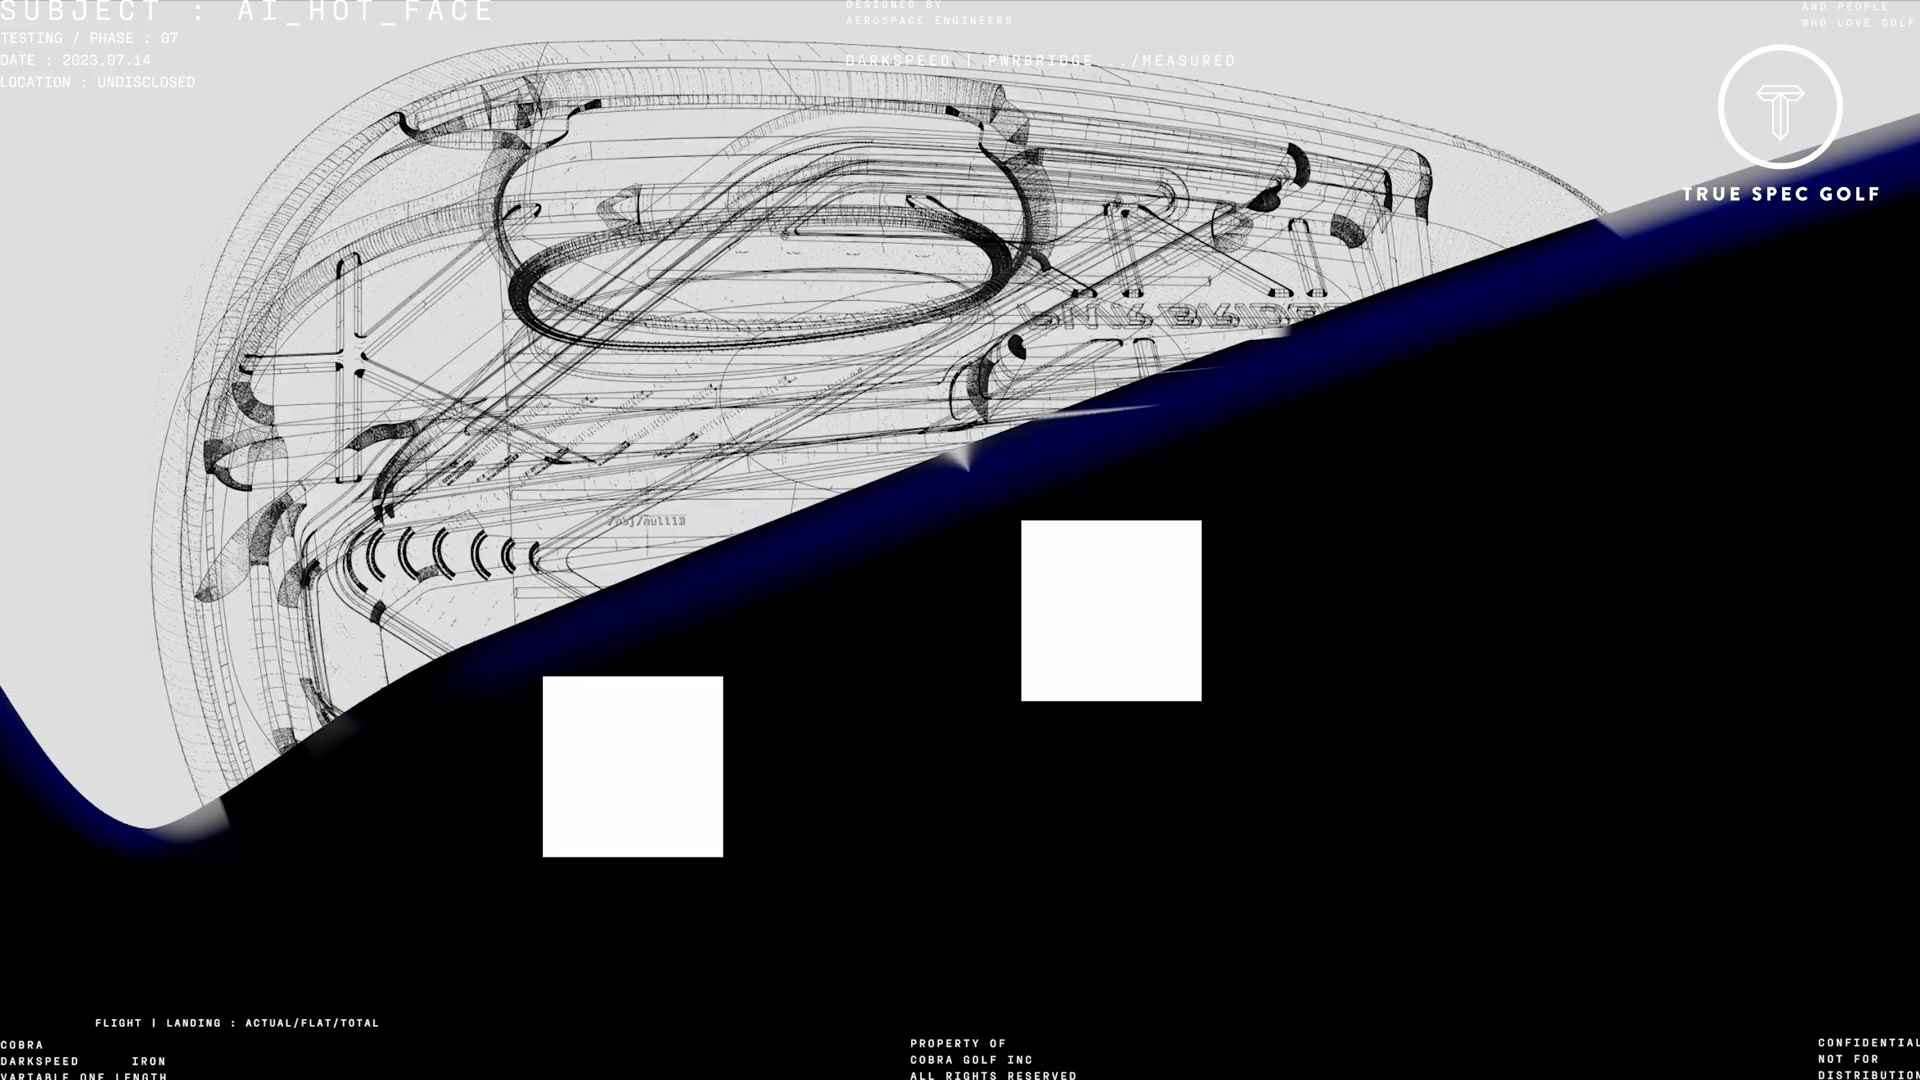 SUBJECT : AI_HOT_FACE
TESTING / PHASE : 07
DATE : 2023.07.14
LOCATION : UNDISCLOSED
DESIGNED BY
AEROSPACE ENGINEERS
DARKSPEED | PWRBRIDGE ../MEASURED
AND PEOPLE
WHO LOVE GOLF
TRUE SPEC GOLF
/obj/null13
FLIGHT | LANDING : ACTUAL/FLAT/TOTAL
COBRA
DARKSPEED IRON
VARIABLE ONE LENGTH
PROPERTY OF
COBRA GOLF INC
ALL RIGHTS RESERVED
CONFIDENTIAL
NOT FOR
DISTRIBUTION